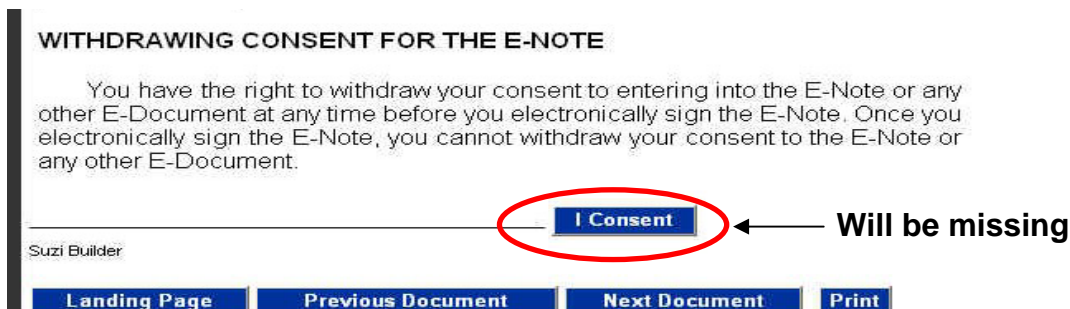 WITHDRAWING CONSENT FOR THE E-NOTE
You have the right to withdraw your consent to entering into the E-Note or any
other E-Document at any time before you electronically sign the E-Note. Once you
electronically sign the E-Note, you cannot withdraw your consent to the E-Note or
any other E-Document.
I Consent
Will be missing
Suzi Builder
Landing Page Previous Document Next Document Print